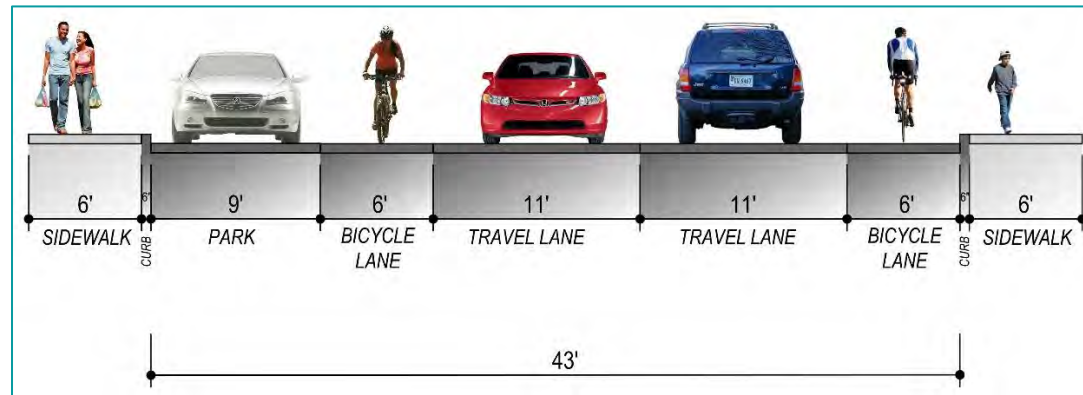 6' 6" 9' 6' 11' 11' 6' 6" 6'
SIDEWALK CURB PARK BICYCLE LANE TRAVEL LANE TRAVEL LANE BICYCLE LANE CURB SIDEWALK
43'